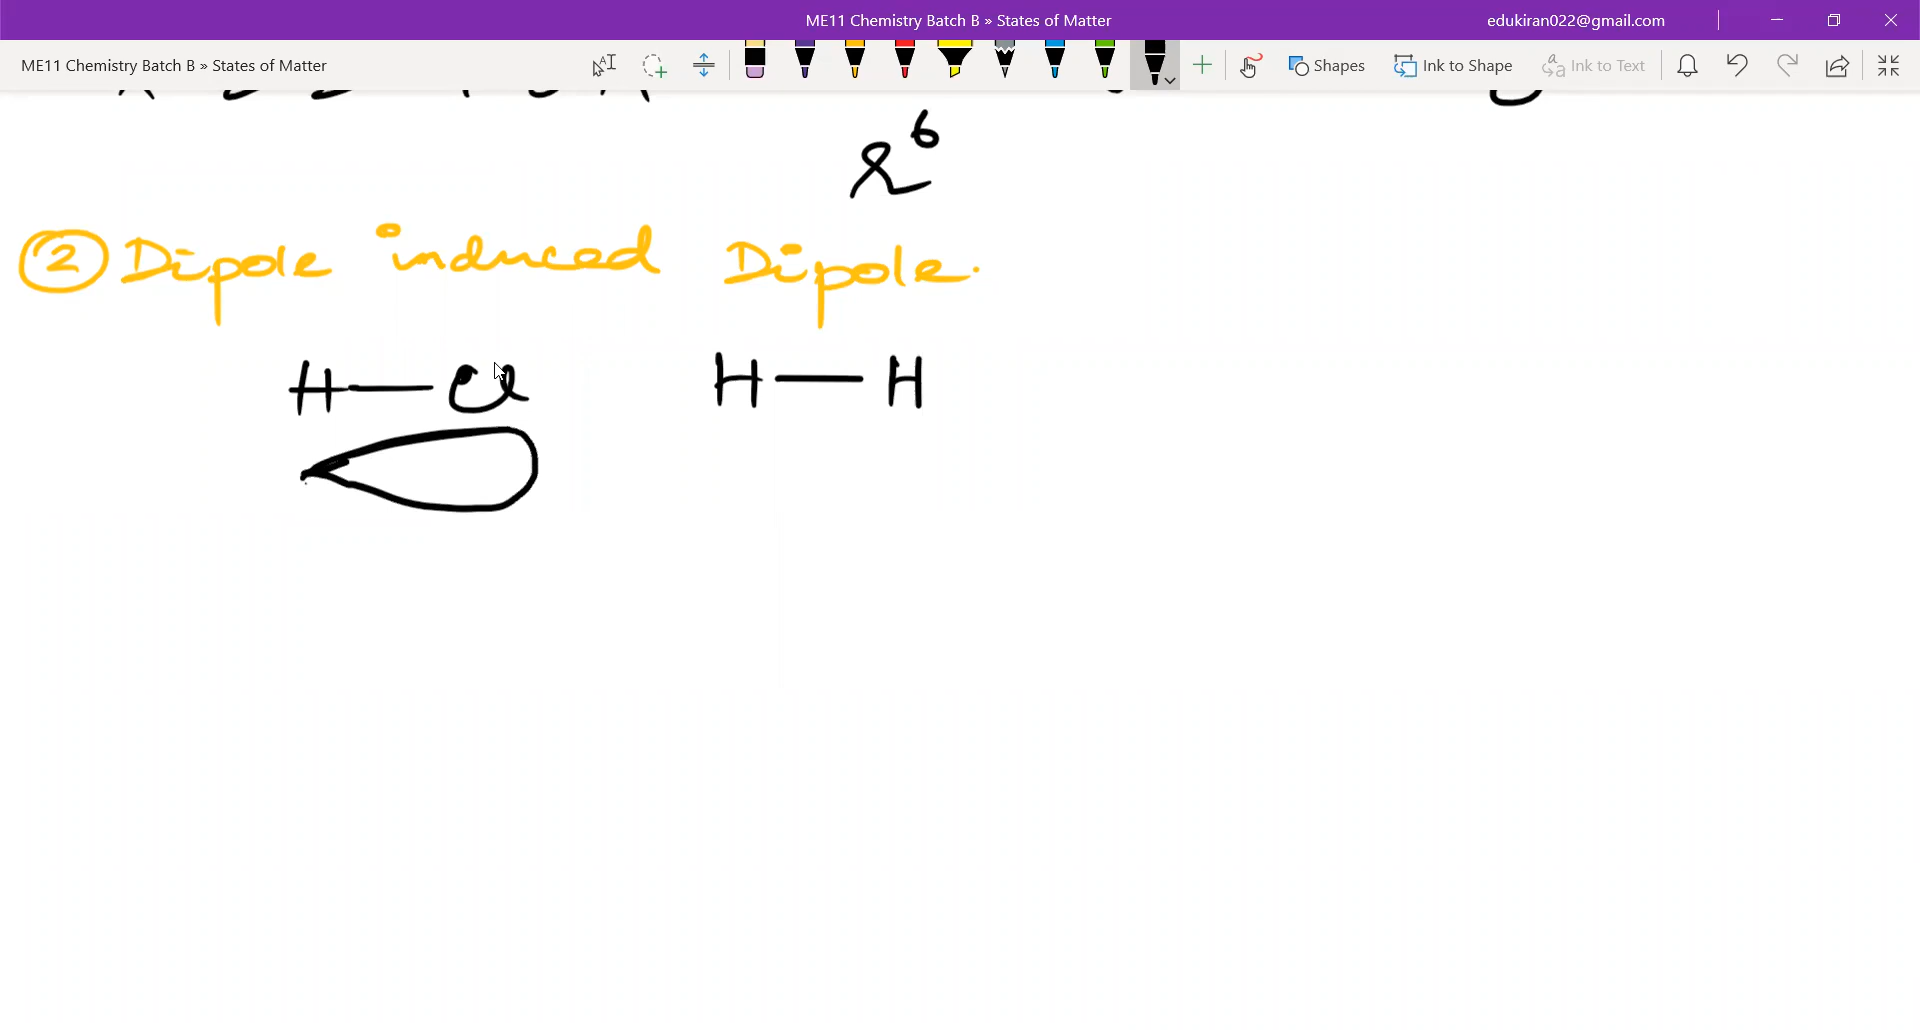 ME11 Chemistry Batch B » States of Matter
edukiran022@gmail.com
ME11 Chemistry Batch B » States of Matter
Shapes
Ink to Shape
Ink to Text
r⁶
② Dipole induced Dipole.
H—Cl H—H